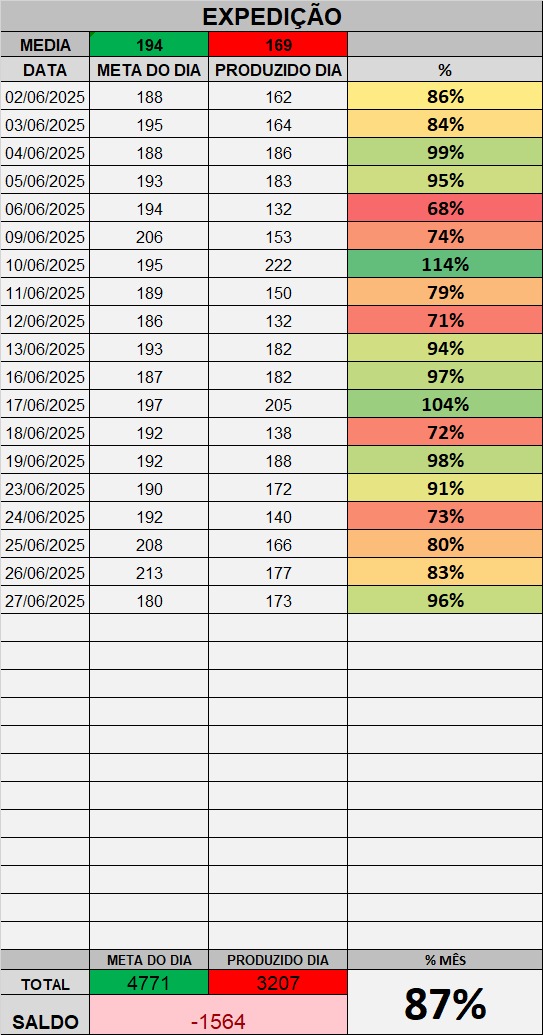 EXPEDIÇÃO
MEDIA 194 169
DATA META DO DIA PRODUZIDO DIA %
02/06/2025 188 162 86%
03/06/2025 195 164 84%
04/06/2025 188 186 99%
05/06/2025 193 183 95%
06/06/2025 194 132 68%
09/06/2025 206 153 74%
10/06/2025 195 222 114%
11/06/2025 189 150 79%
12/06/2025 186 132 71%
13/06/2025 193 182 94%
16/06/2025 187 182 97%
17/06/2025 197 205 104%
18/06/2025 192 138 72%
19/06/2025 192 188 98%
23/06/2025 190 172 91%
24/06/2025 192 140 73%
25/06/2025 208 166 80%
26/06/2025 213 177 83%
27/06/2025 180 173 96%
META DO DIA PRODUZIDO DIA % MÊS
TOTAL 4771 3207 87%
SALDO -1564